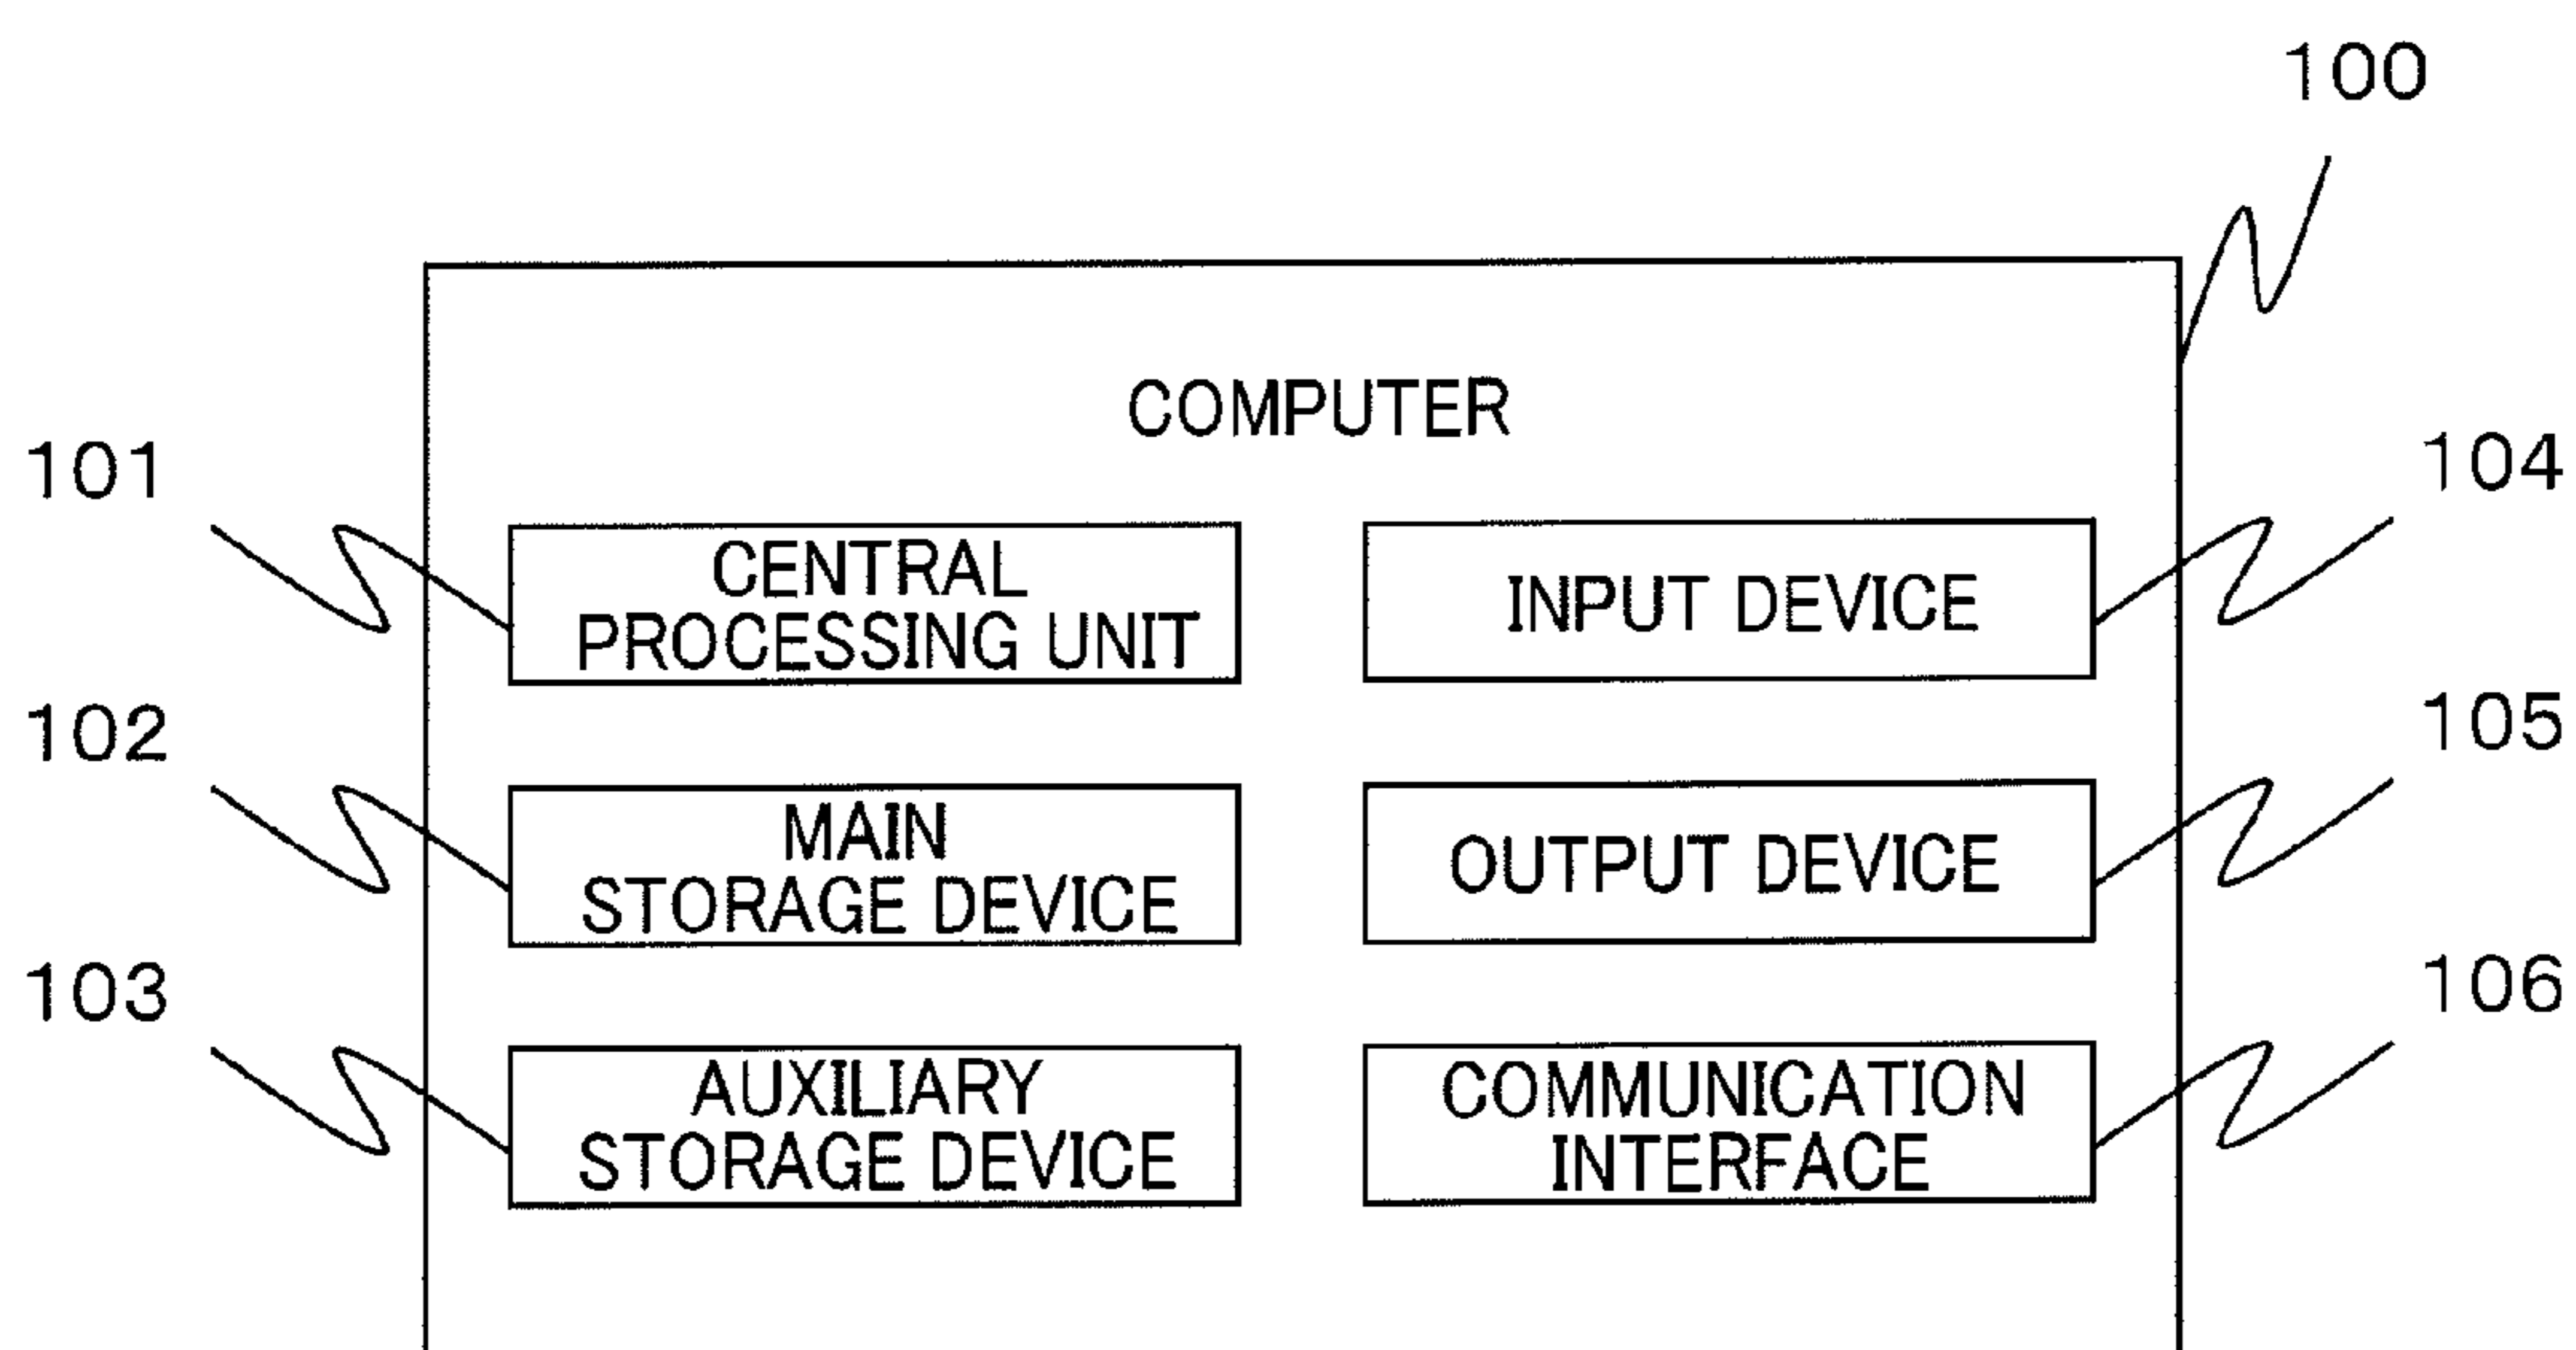 100
COMPUTER
101
CENTRAL
PROCESSING UNIT
INPUT DEVICE
104
102
MAIN
STORAGE DEVICE
OUTPUT DEVICE
105
103
AUXILIARY
STORAGE DEVICE
COMMUNICATION
INTERFACE
106